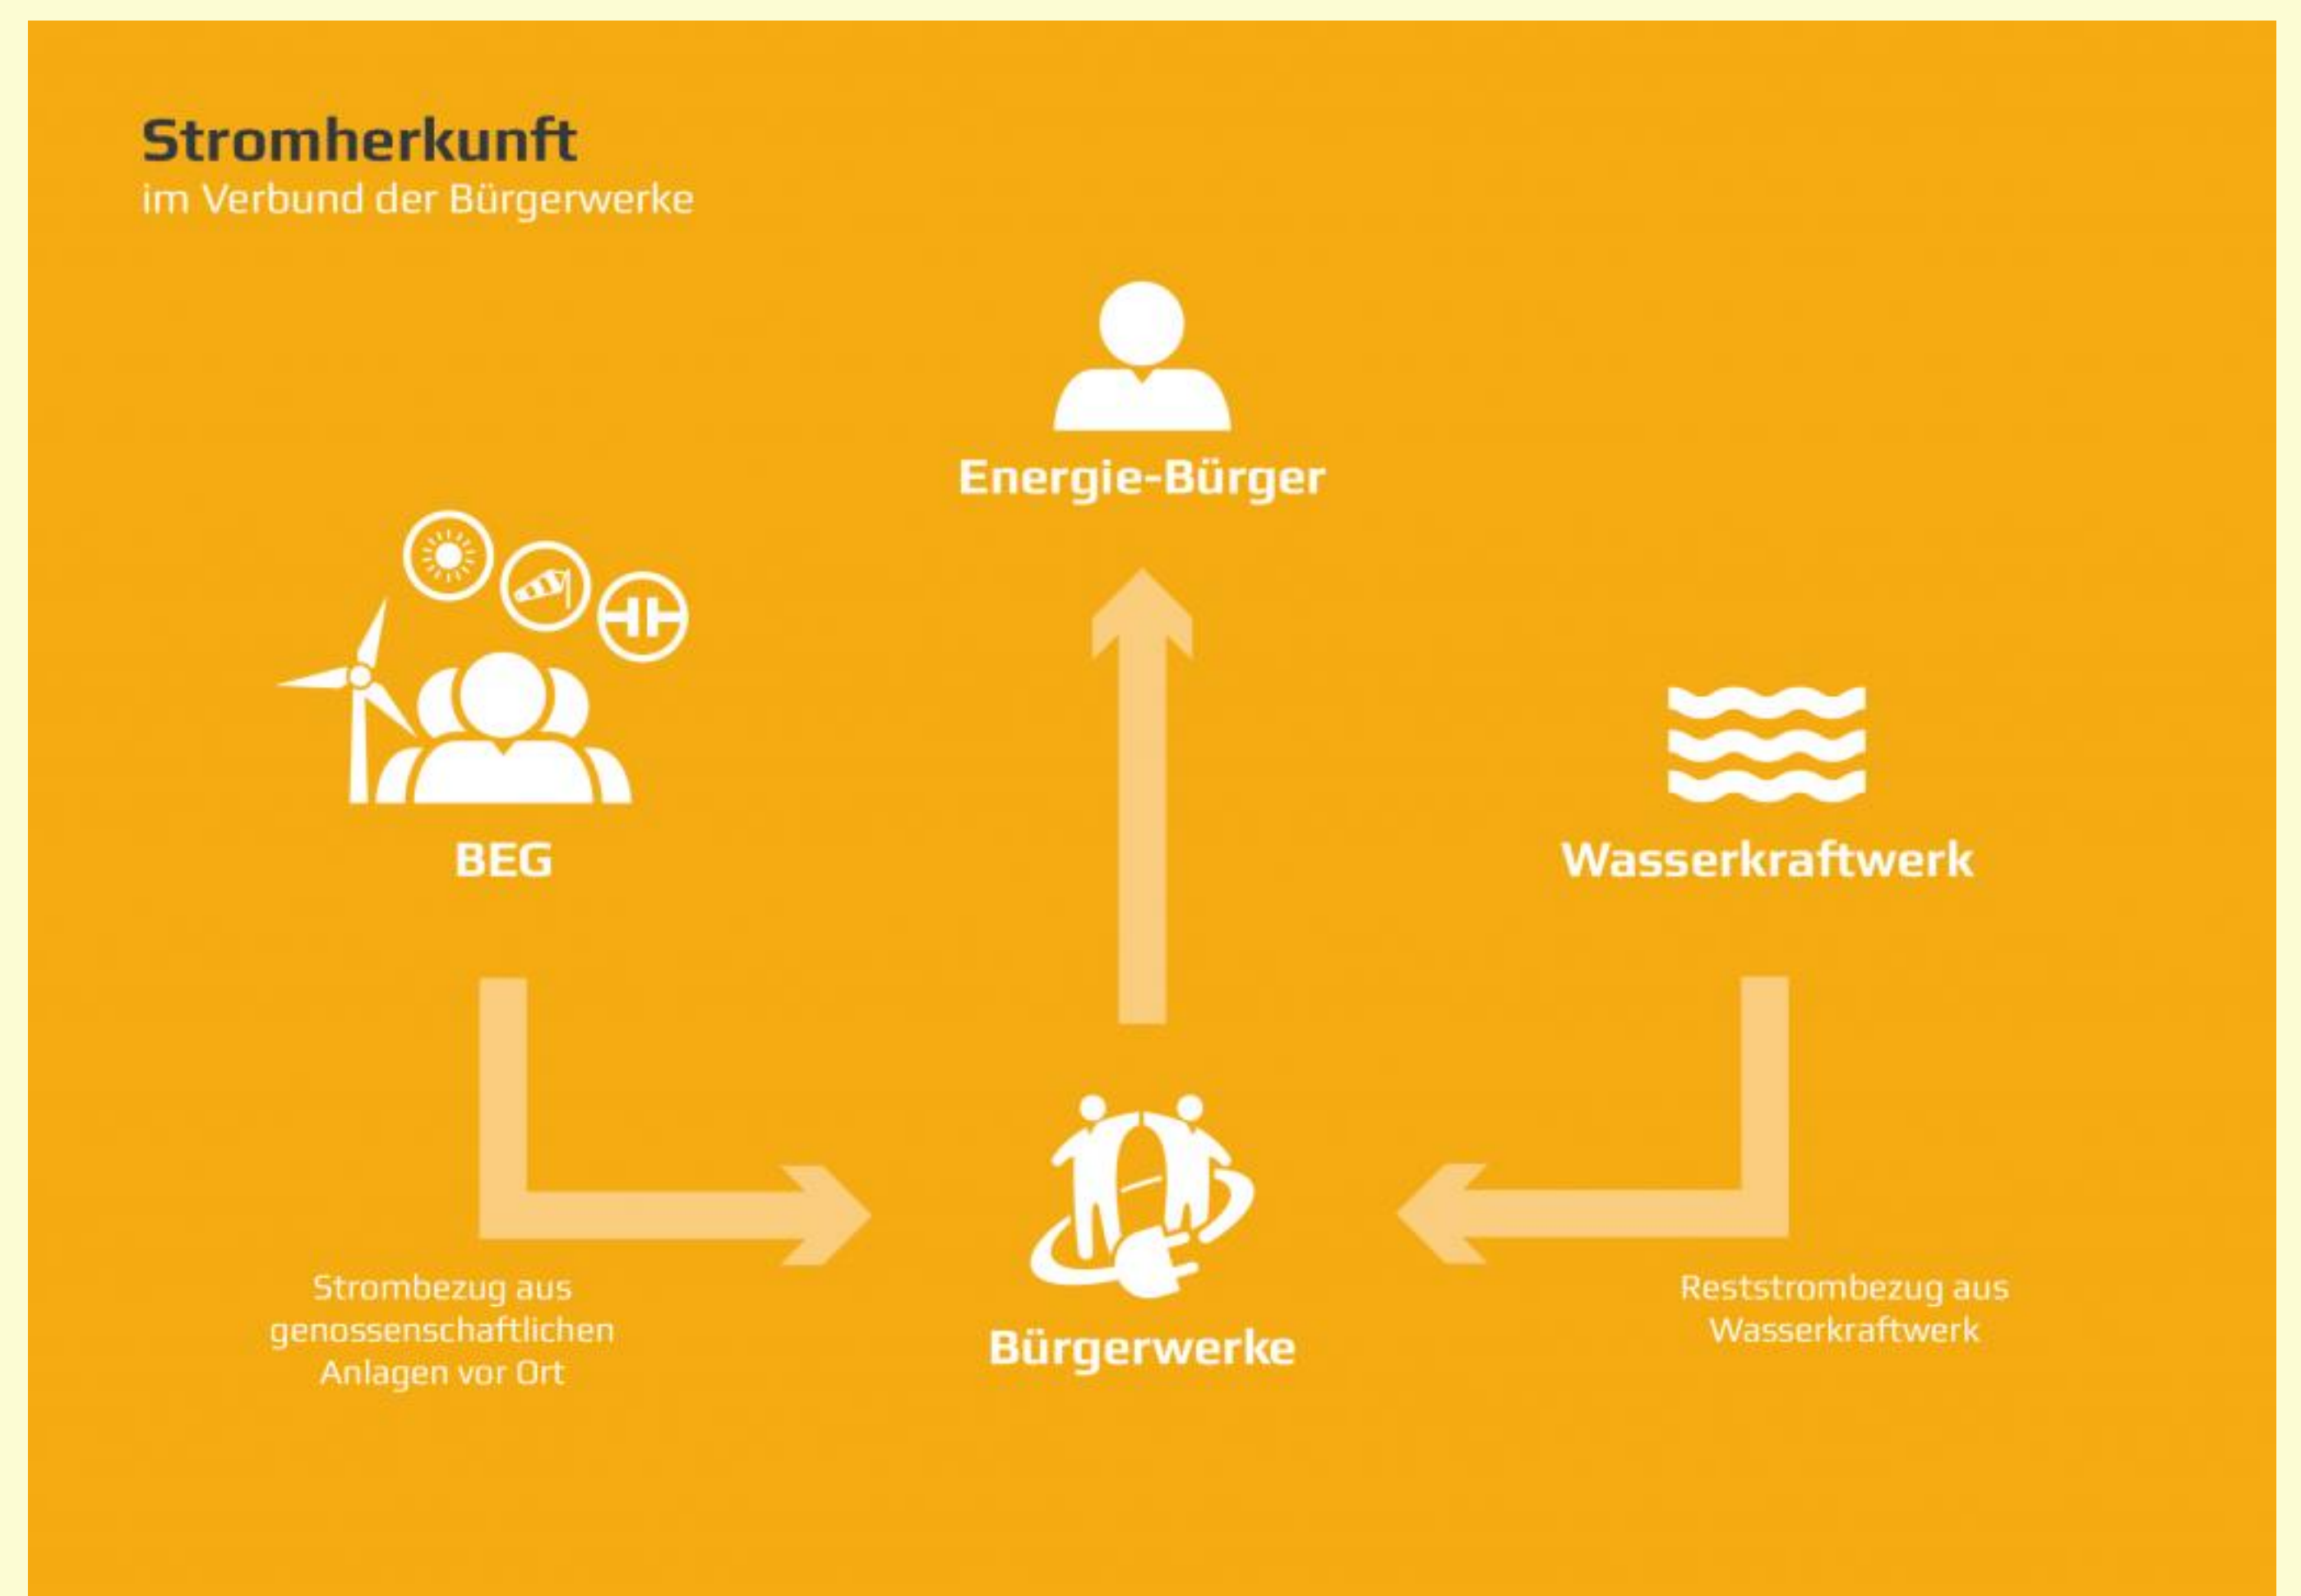 Stromherkunft
im Verbund der Bürgerwerke
Energie-Bürger
BEG
Wasserkraftwerk
Strombezug aus
genossenschaftlichen
Anlagen vor Ort
Bürgerwerke
Reststrombezug aus
Wasserkraftwerk